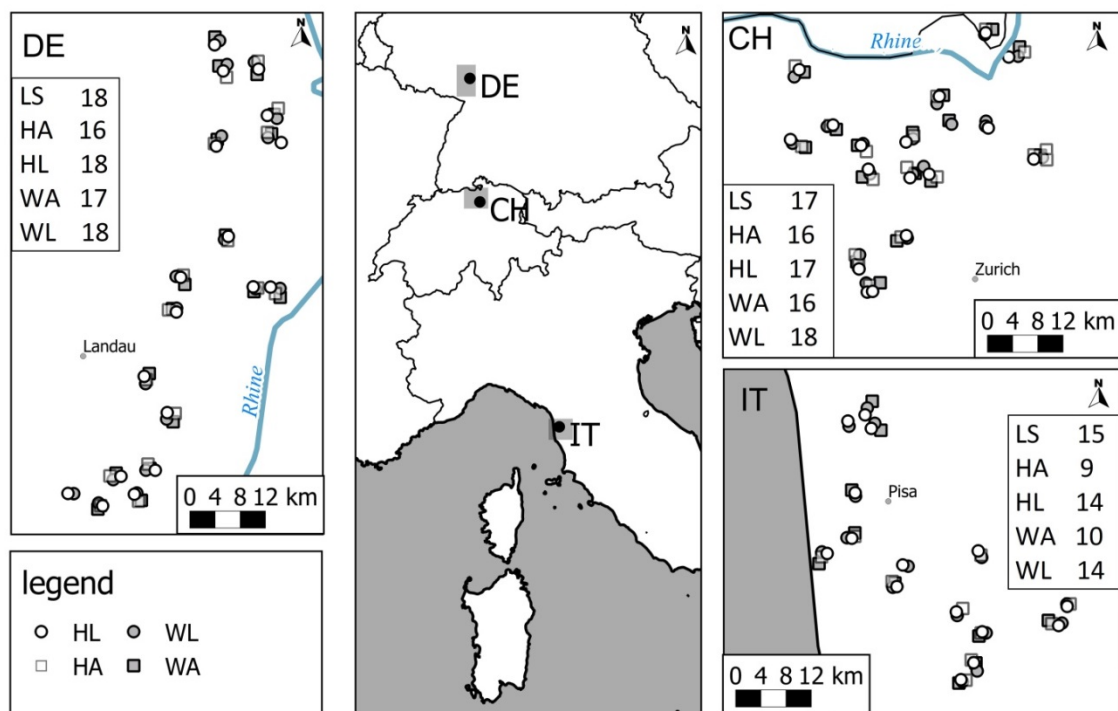 DE
N
LS 18
HA 16
HL 18
WA 17
WL 18
Landau
Rhine
0 4 8 12 km
legend
HL WL
HA WA
N
DE
CH
IT
CH
Rhine
N
LS 17
HA 16
HL 17
WA 16
WL 18
Zurich
0 4 8 12 km
IT
N
LS 15
HA 9
HL 14
WA 10
WL 14
Pisa
0 4 8 12 km